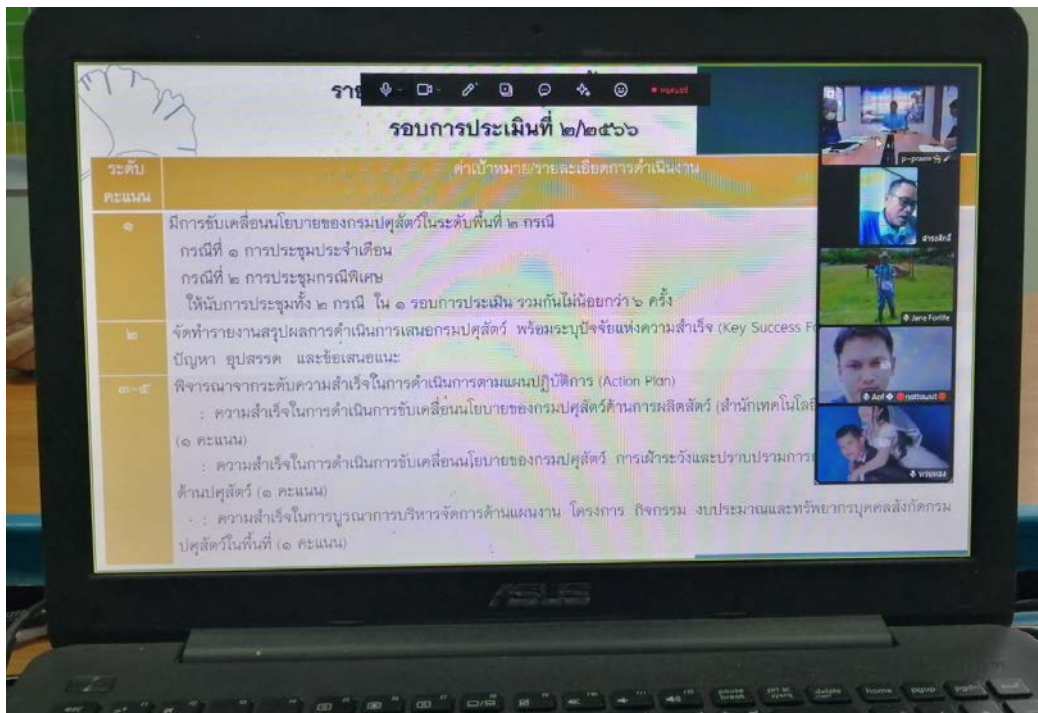 รอบการประเมินที่ ๒/๒๕๖๖
ระดับ
คะแนน
ค่าเป้าหมาย/รายละเอียดการดำเนินงาน
๑
มีการขับเคลื่อนนโยบายของกรมปศุสัตว์ในระดับพื้นที่ ๒ กรณี
กรณีที่ ๑ การประชุมประจำเดือน
กรณีที่ ๒ การประชุมกรณีพิเศษ
ให้นับการประชุมทั้ง ๒ กรณี ใน ๑ รอบการประเมิน รวมกันไม่น้อยกว่า ๖ ครั้ง
๒
จัดทำรายงานสรุปผลการดำเนินการเสนอกรมปศุสัตว์ พร้อมระบุปัจจัยแห่งความสำเร็จ (Key Success
ปัญหา อุปสรรค และข้อเสนอแนะ
๓-๕
พิจารณาจากระดับความสำเร็จในการดำเนินการตามแผนปฏิบัติการ (Action Plan)
: ความสำเร็จในการดำเนินการขับเคลื่อนนโยบายของกรมปศุสัตว์ด้านการผลิตสัตว์
(๑ คะแนน)
: ความสำเร็จในการดำเนินการขับเคลื่อนนโยบายของกรมปศุสัตว์ การเฝ้าระวังและปราบปราม
ด้านปศุสัตว์ (๑ คะแนน)
: ความสำเร็จในการบูรณาการบริหารจัดการด้านแผนงาน โครงการ กิจกรรม งบประมาณและทรัพยากรบุคคลสังกัดกรม
ปศุสัตว์ในพื้นที่ (๑ คะแนน)
หยุดแชร์
ดำรงศักดิ์
Jane Forlife
Aof nattawut
ASUS
pause
break
prt sc
sysrq
delete
home
pgup
pgdn
end